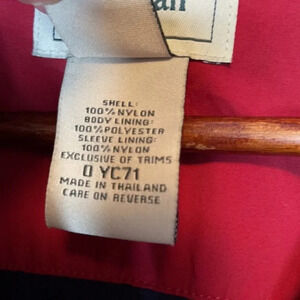 SHELL:
100% NYLON
BODY LINING:
100% POLYESTER
SLEEVE LINING:
100% NYLON
EXCLUSIVE OF TRIMS
0 YC71
MADE IN THAILAND
CARE ON REVERSE